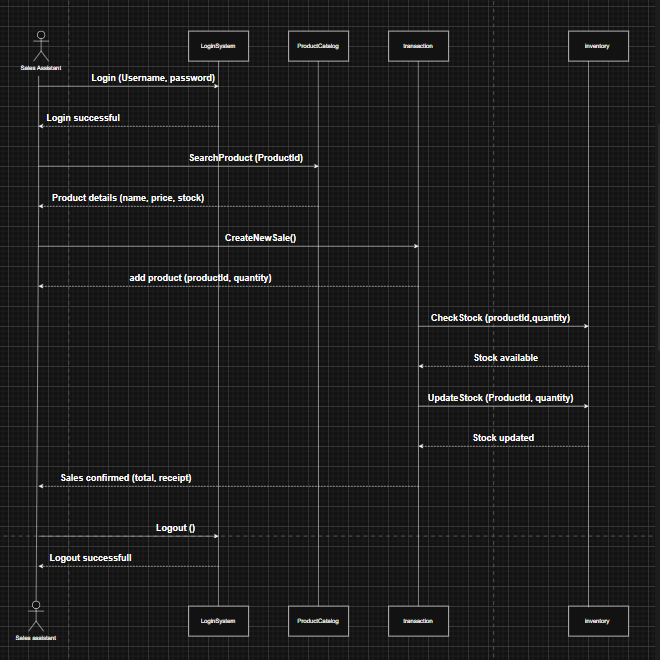 LoginSystem
ProductCatalog
transaction
inventory
Sales Assistant
Login (Username, password)
Login successful
SearchProduct (ProductId)
Product details (name, price, stock)
CreateNewSale()
add product (productId, quantity)
CheckStock (productId,quantity)
Stock available
UpdateStock (ProductId, quantity)
Stock updated
Sales confirmed (total, receipt)
Logout ()
Logout successfull
LoginSystem
ProductCatalog
transaction
inventory
Sales assistant